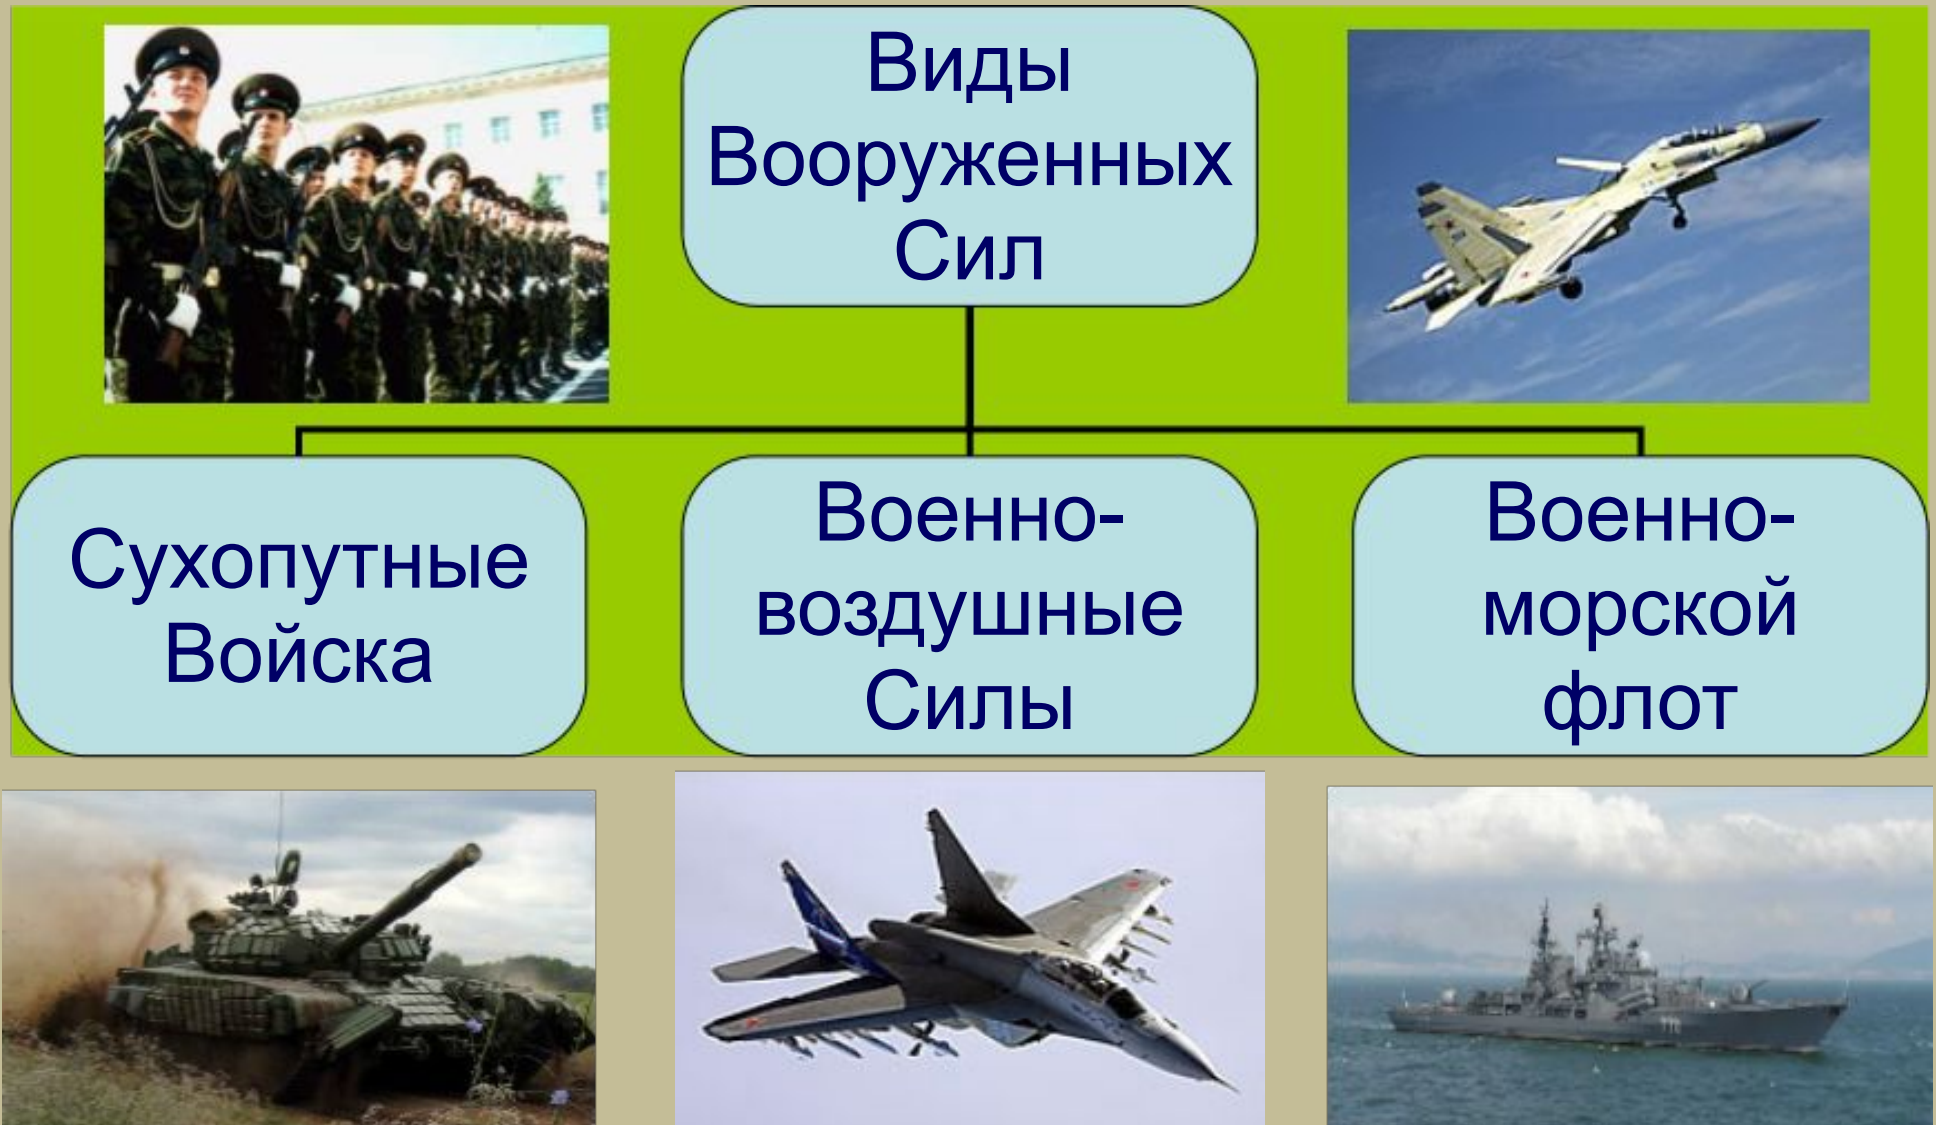 Виды
Вооруженных
Сил
Сухопутные
Войска
Военно-
воздушные
Силы
Военно-
морской
флот